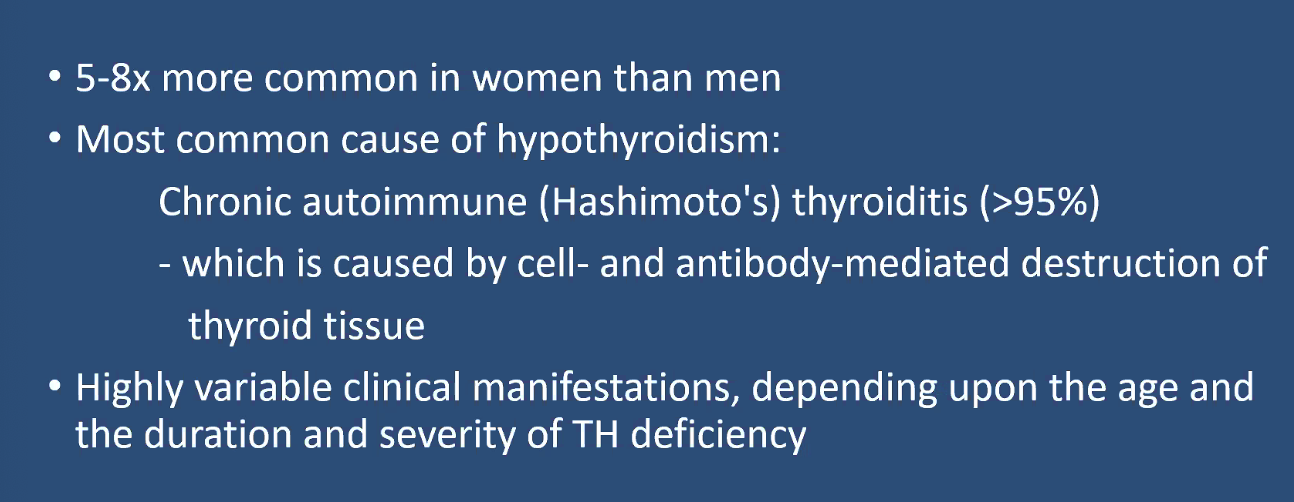 • 5-8x more common in women than men
• Most common cause of hypothyroidism:
Chronic autoimmune (Hashimoto's) thyroiditis (>95%)
- which is caused by cell- and antibody-mediated destruction of
thyroid tissue
• Highly variable clinical manifestations, depending upon the age and
the duration and severity of TH deficiency